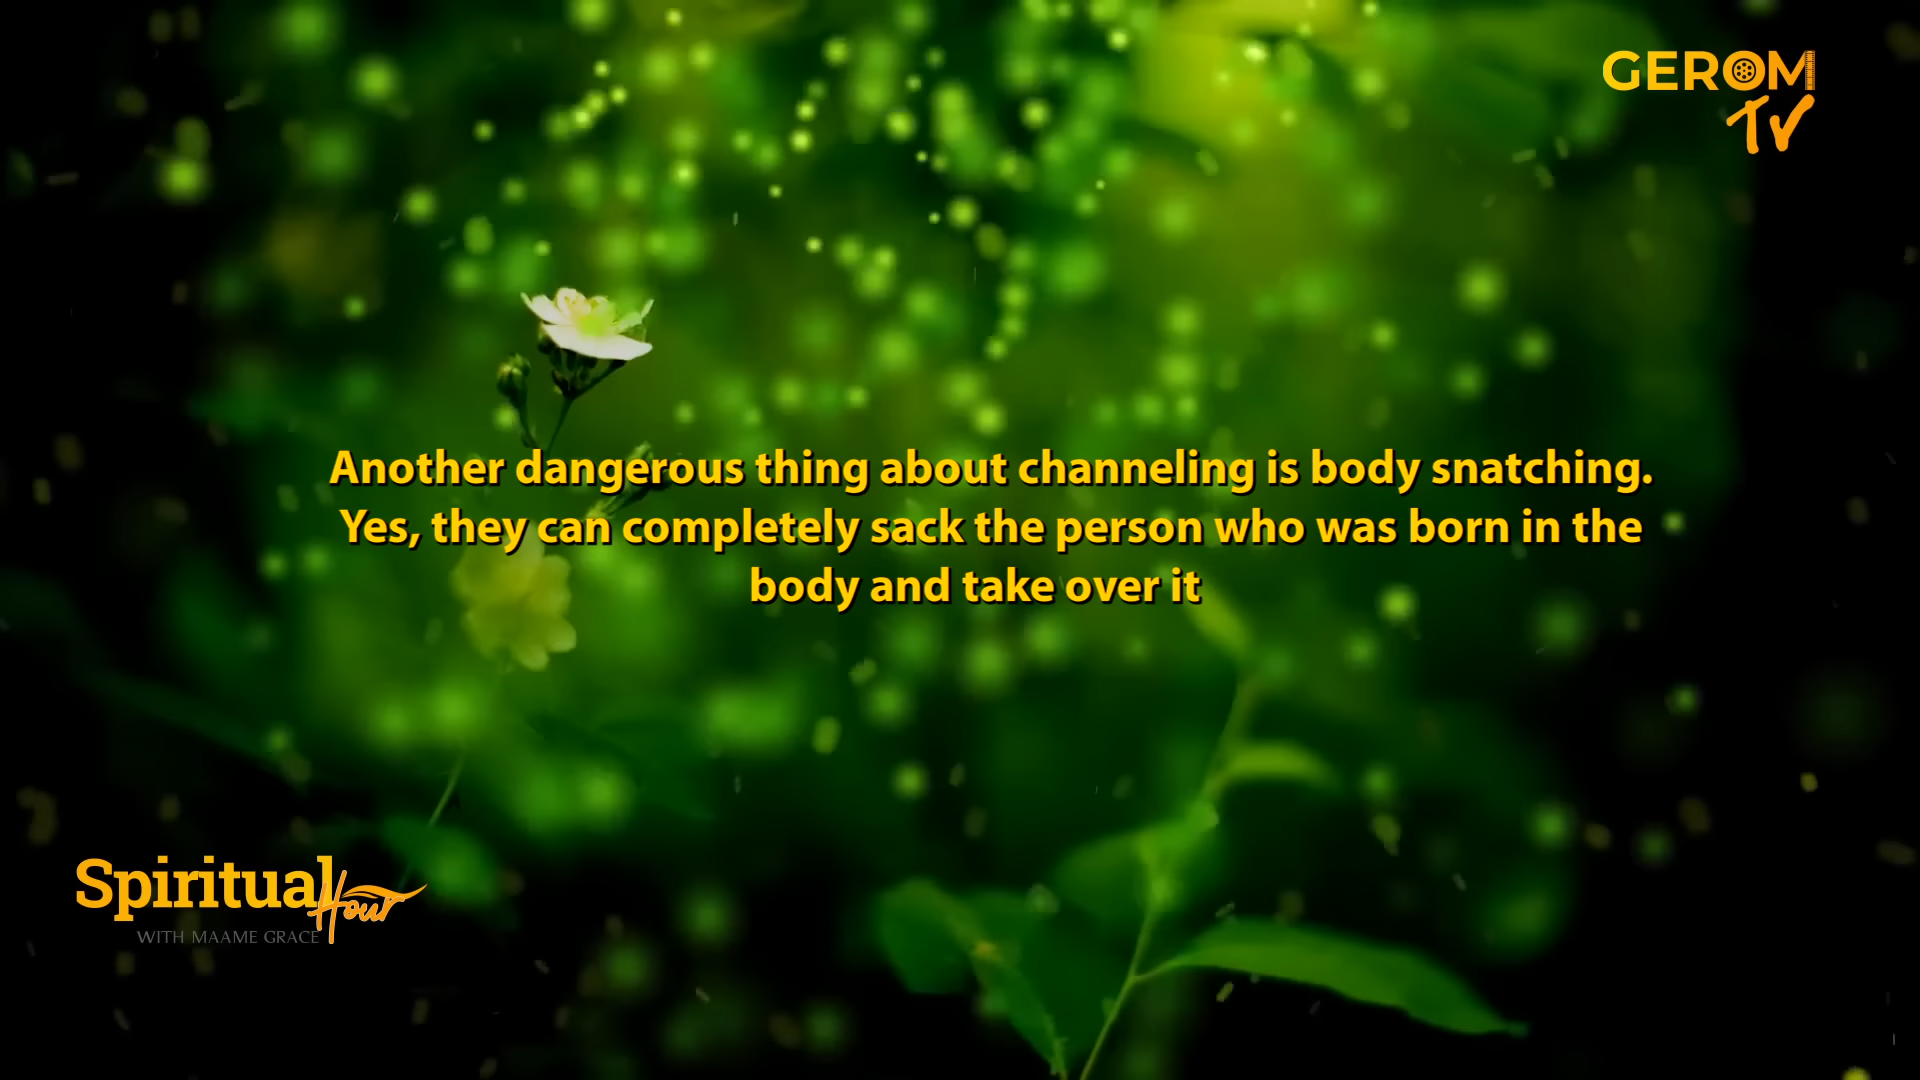 GEROM
TV
Another dangerous thing about channeling is body snatching.
Yes, they can completely sack the person who was born in the
body and take over it
Spiritual
Hour
WITH MAAME GRACE